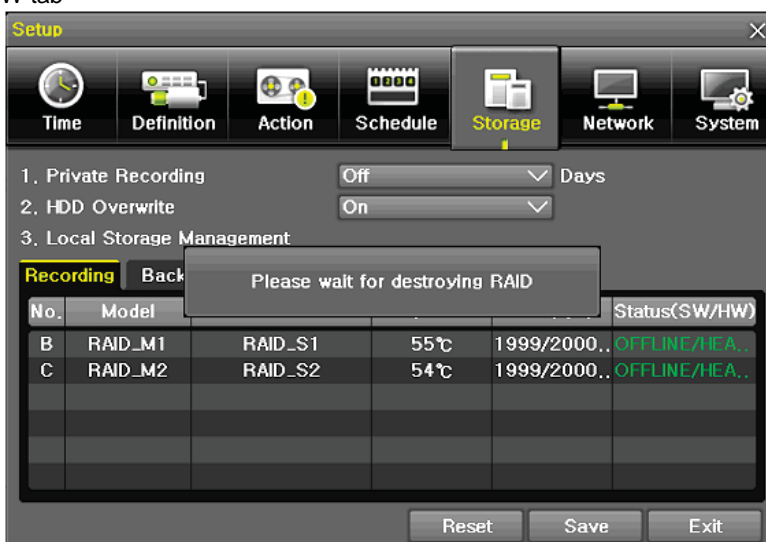 W tab
Setup
Time Definition Action Schedule Storage Network System
1. Private Recording Off Days
2. HDD Overwrite On
3. Local Storage Management
Recording Back
Please wait for destroying RAID
No. Model Status(SW/HW)
B RAID_M1 RAID_S1 55℃ 1999/2000.. OFFLINE/HEA..
C RAID_M2 RAID_S2 54℃ 1999/2000.. OFFLINE/HEA..
Reset Save Exit